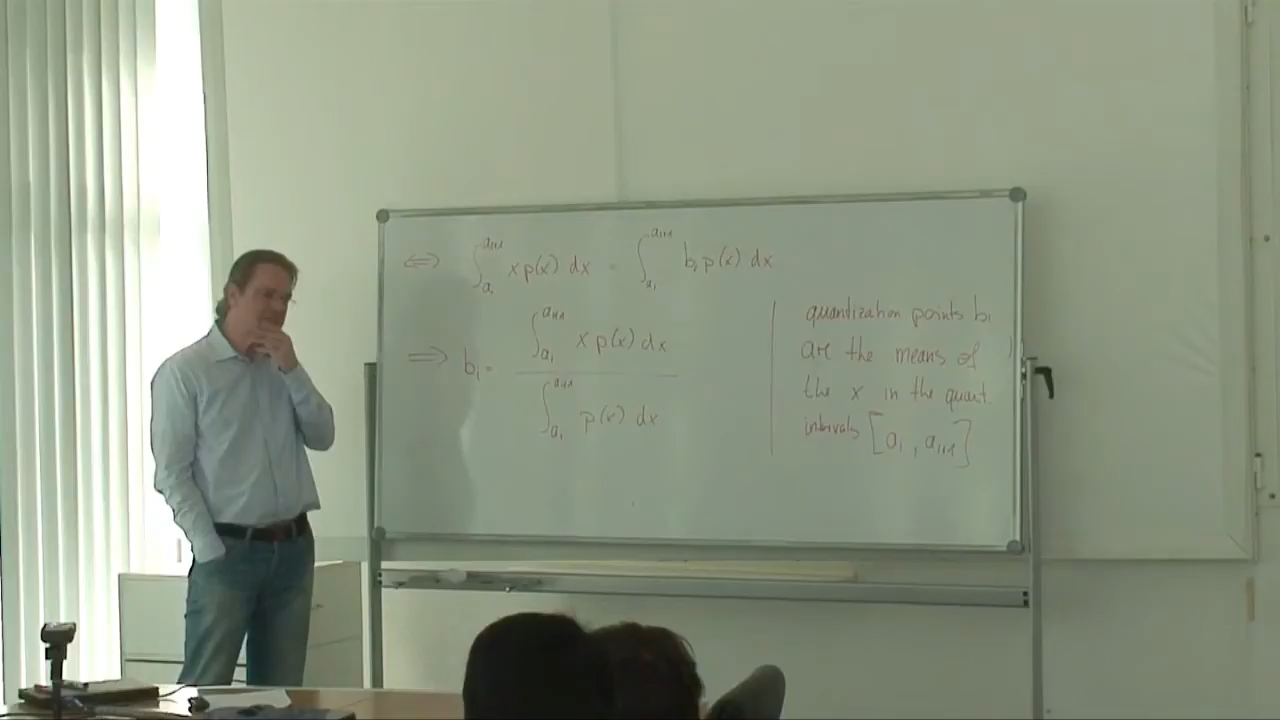 ⇔ ∫_{a_i}^{a_{i+1}} x p(x) dx = ∫_{a_i}^{a_{i+1}} b_i p(x) dx
⇒ b_i = ∫_{a_i}^{a_{i+1}} x p(x) dx
∫_{a_i}^{a_{i+1}} p(x) dx
quantization points b_i
are the means of
the x in the quant
intervals [a_i, a_{i+1}]